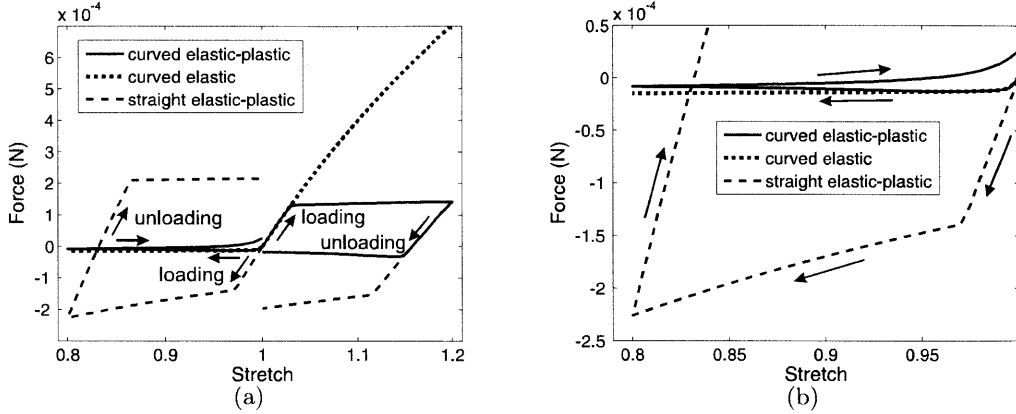 x 10⁻⁴
6
5
4
3
2
1
0
-1
-2
Force (N)
curved elastic-plastic
curved elastic
straight elastic-plastic
unloading
loading
loading
unloading
0.8
0.9
1
1.1
1.2
Stretch
(a)
x 10⁻⁴
0.5
0
-0.5
-1
-1.5
-2
-2.5
Force (N)
curved elastic-plastic
curved elastic
straight elastic-plastic
0.8
0.85
0.9
0.95
Stretch
(b)